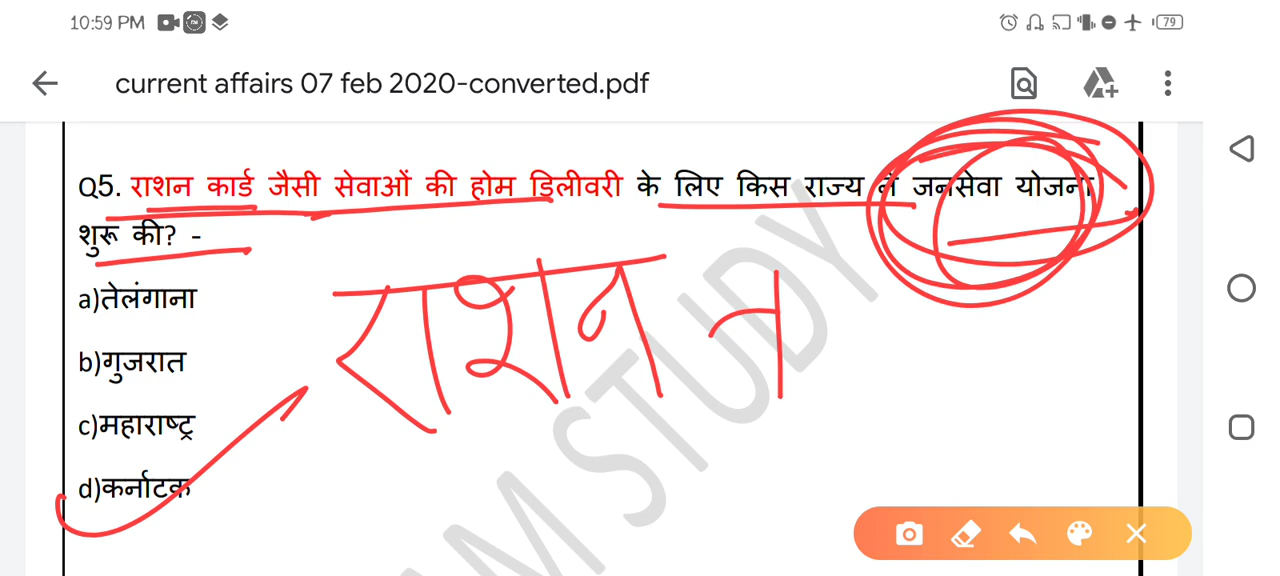 10:59 PM
79
current affairs 07 feb 2020-converted.pdf
Q5. राशन कार्ड जैसी सेवाओं की होम डिलीवरी के लिए किस राज्य ने जनसेवा योजना
शुरू की? -
a)तेलंगाना
राशन
b)गुजरात
c)महाराष्ट्र
d)कर्नाटक
STUDY